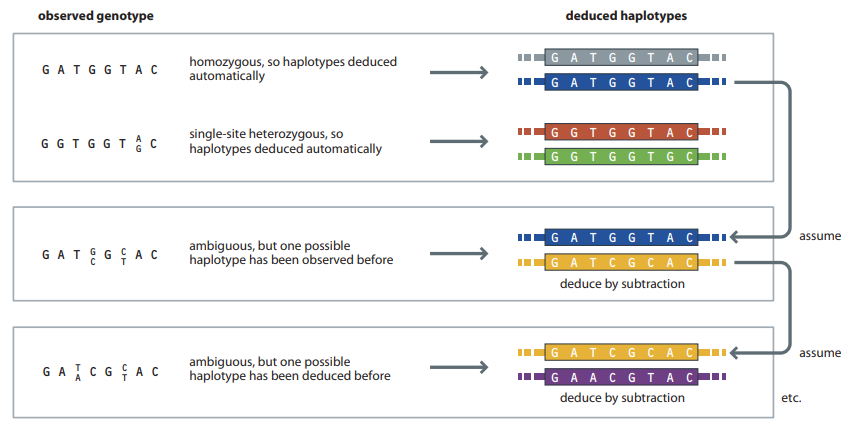 observed genotype
deduced haplotypes
G A T G G T A C
homozygous, so haplotypes deduced
automatically
G A T G G T A C
G A T G G T A C
G G T G G T A/G C
single-site heterozygous, so
haplotypes deduced automatically
G G T G G T A C
G G T G G T G C
G A T G/C G C/T A C
ambiguous, but one possible
haplotype has been observed before
G A T G G T A C
assume
G A T C G C A C
deduce by subtraction
G A T/A C G C/T A C
ambiguous, but one possible
haplotype has been deduced before
G A T C G C A C
assume
G A A C G T A C
deduce by subtraction
etc.